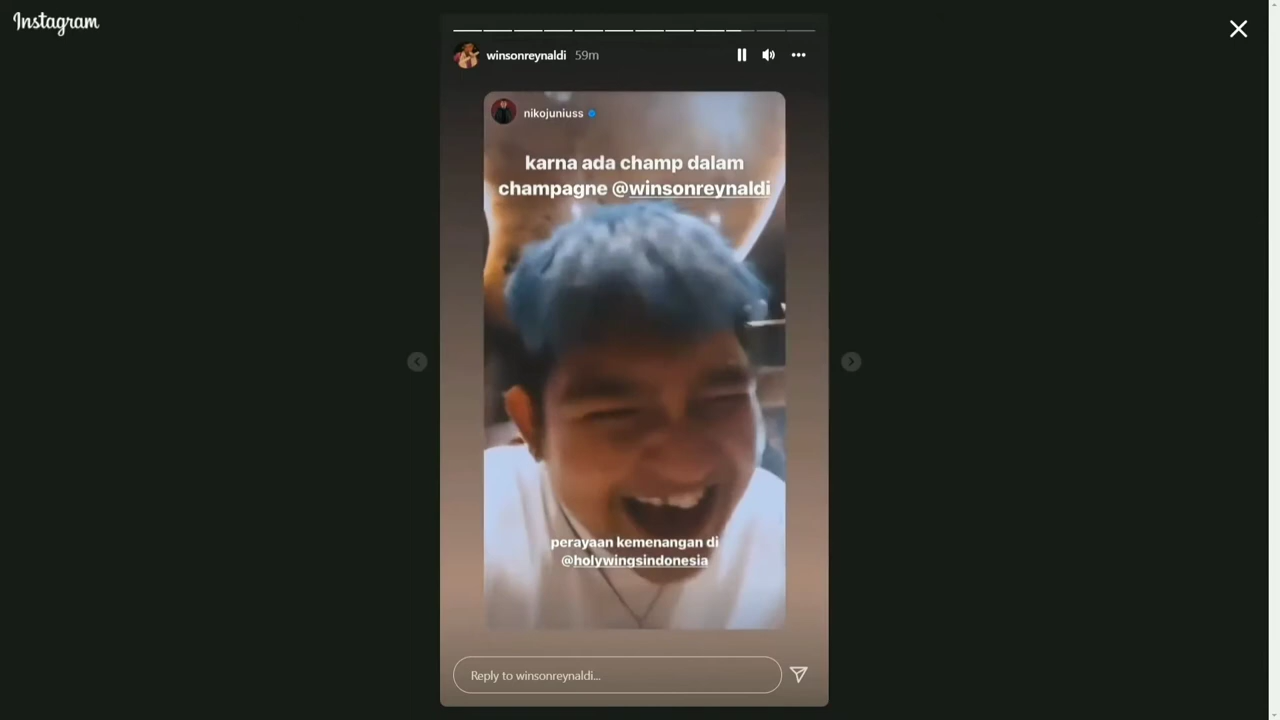 Instagram
winsonreynaldi 59m
nikojuniuss
karna ada champ dalam
champagne @winsonreynaldi
perayaan kemenangan di
@holywingsindonesia
Reply to winsonreynaldi...